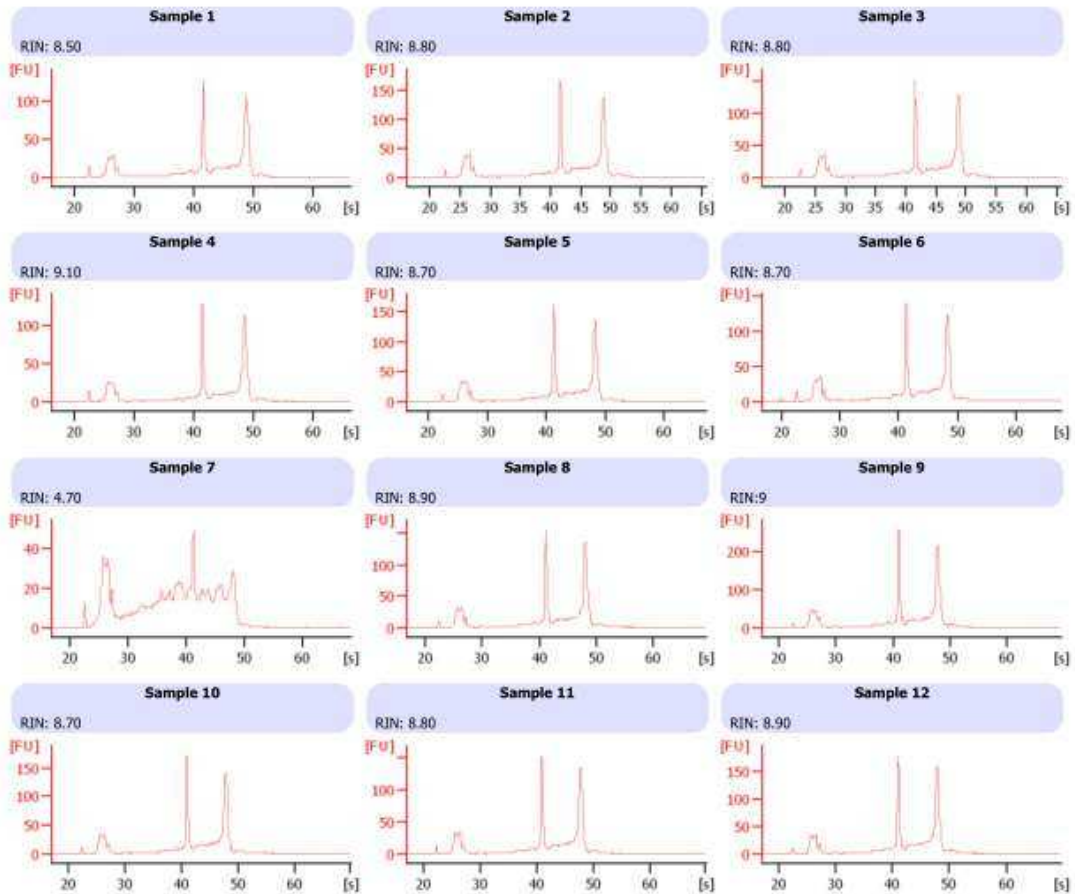 Sample 1
RIN: 8.50
[FU]
100
50
0
20 30 40 50 60 [s]
Sample 2
RIN: 8.80
[FU]
150
100
50
0
20 25 30 35 40 45 50 55 60 [s]
Sample 3
RIN: 8.80
[FU]
100
50
0
20 25 30 35 40 45 50 55 60 [s]
Sample 4
RIN: 9.10
[FU]
100
50
0
20 30 40 50 60 [s]
Sample 5
RIN: 8.70
[FU]
150
100
50
0
20 30 40 50 60 [s]
Sample 6
RIN: 8.70
[FU]
150
100
50
0
20 30 40 50 60 [s]
Sample 7
RIN: 4.70
[FU]
40
20
0
20 30 40 50 60 [s]
Sample 8
RIN: 8.90
[FU]
100
50
0
20 30 40 50 60 [s]
Sample 9
RIN:9
[FU]
200
100
0
20 30 40 50 60 [s]
Sample 10
RIN: 8.70
[FU]
150
100
50
0
20 30 40 50 60 [s]
Sample 11
RIN: 8.80
[FU]
150
100
50
0
20 30 40 50 60 [s]
Sample 12
RIN: 8.90
[FU]
150
100
50
0
20 30 40 50 60 [s]